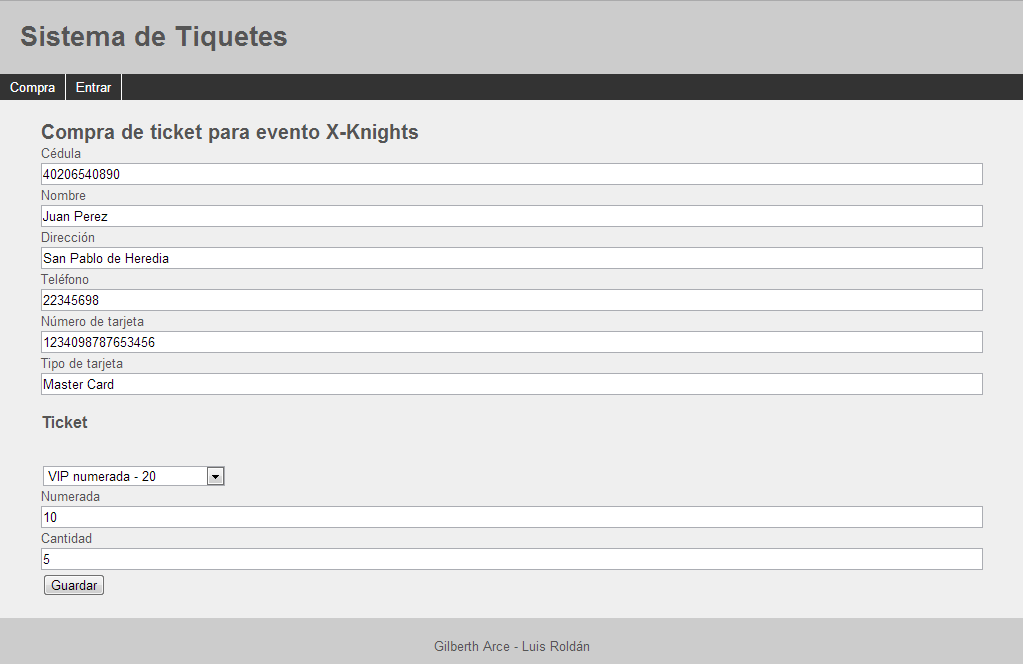 Sistema de Tiquetes
Compra Entrar
Compra de ticket para evento X-Knights
Cédula
40206540890
Nombre
Juan Perez
Dirección
San Pablo de Heredia
Teléfono
22345698
Número de tarjeta
1234098787653456
Tipo de tarjeta
Master Card
Ticket
VIP numerada - 20
Numerada
10
Cantidad
5
Guardar
Gilberth Arce - Luis Roldán